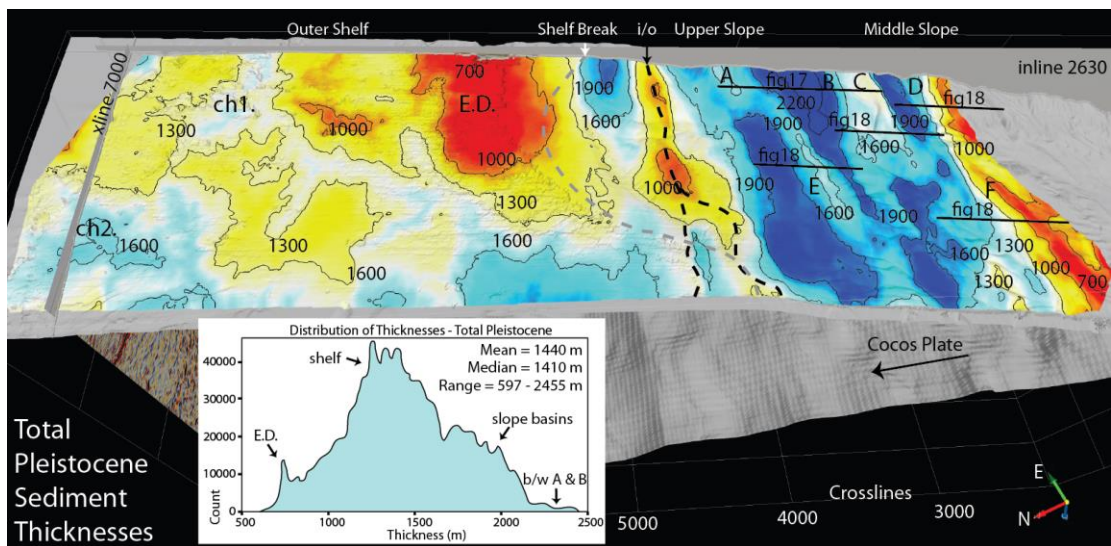 Outer Shelf
Shelf Break
i/o
Upper Slope
Middle Slope
xline 7000
inline 2630
700
ch1.
1300
1000
E.D.
1000
1300
1900
1600
1000
A
fig17
B
C
D
2200
1900
fig18
1900
1600
fig18
1000
1900
fig18
E
1600
1900
F
fig18
ch2.
1600
1300
1600
1600
1600
1300
1300
1000
700
Cocos Plate
Distribution of Thicknesses - Total Pleistocene
Mean = 1440 m
Median = 1410 m
Range = 597 - 2455 m
shelf
E.D.
slope basins
b/w A & B
Count
40000
30000
20000
10000
0
500
1000
1500
2000
2500
Thickness (m)
Total
Pleistocene
Sediment
Thicknesses
Crosslines
5000
4000
3000
E
N